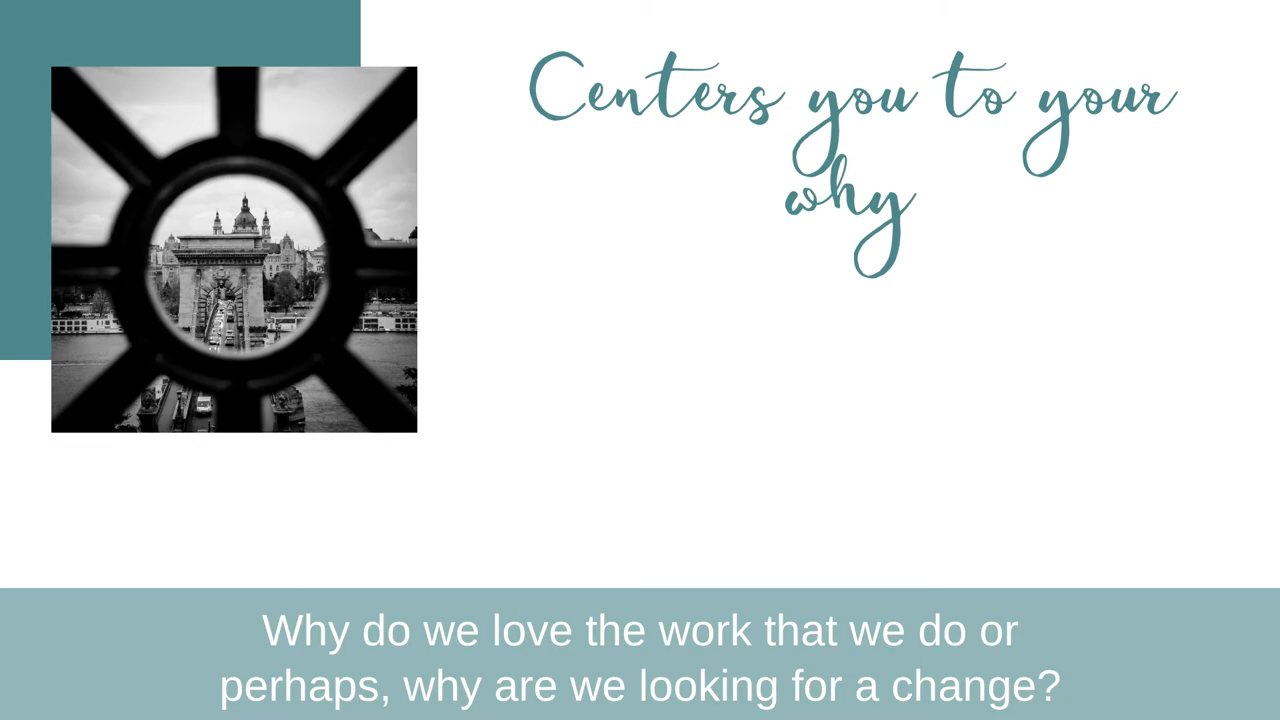 Centers you to your
why
Why do we love the work that we do or
perhaps, why are we looking for a change?